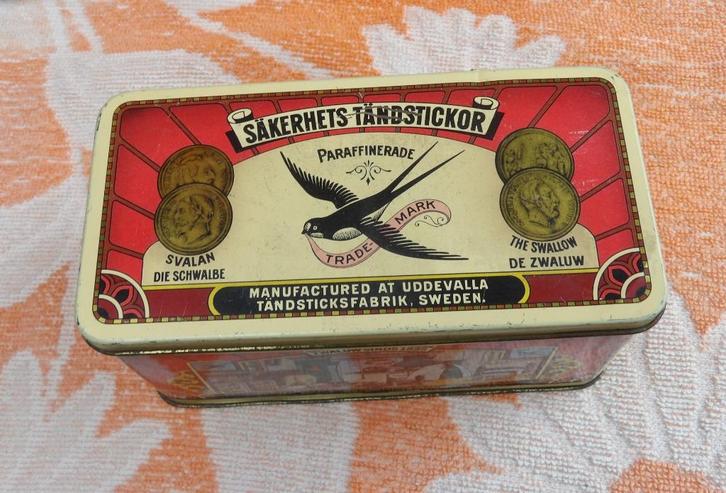 SÄKERHETS TÄNDSTICKOR
PARAFFINERADE
TRADE-MARK
SVALAN
DIE SCHWALBE
THE SWALLOW
DE ZWALUW
MANUFACTURED AT UDDEVALLA
TÄNDSTICKSFABRIK, SWEDEN.